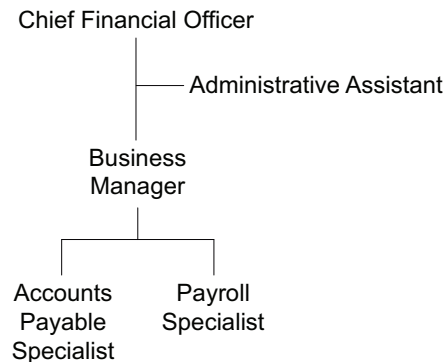 Chief Financial Officer
Administrative Assistant
Business
Manager
Accounts
Payable
Specialist
Payroll
Specialist